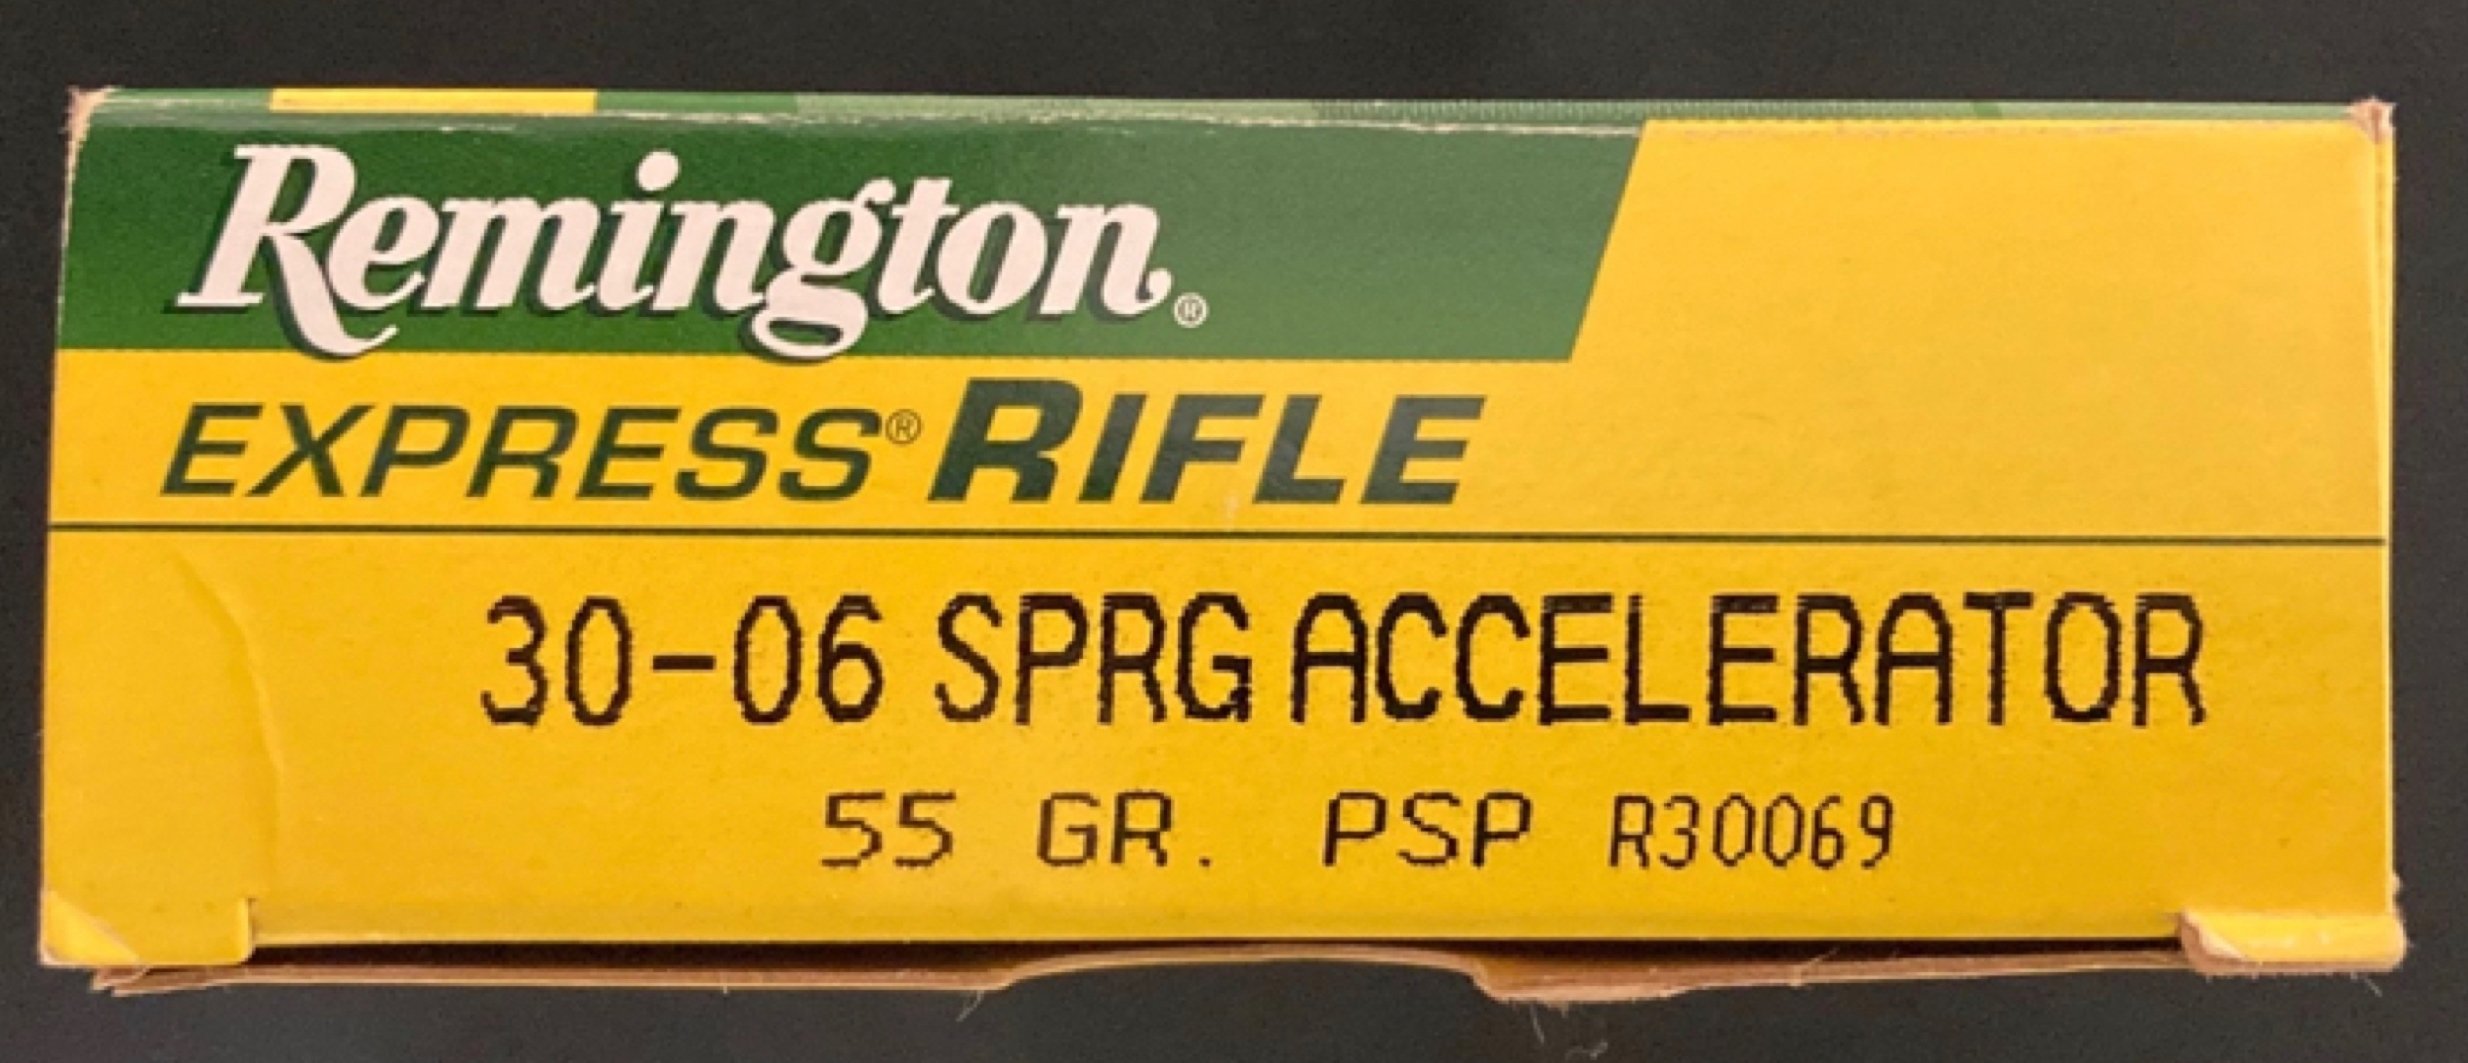 Remington®
EXPRESS® RIFLE
30-06 SPRG ACCELERATOR
55 GR. PSP R30069